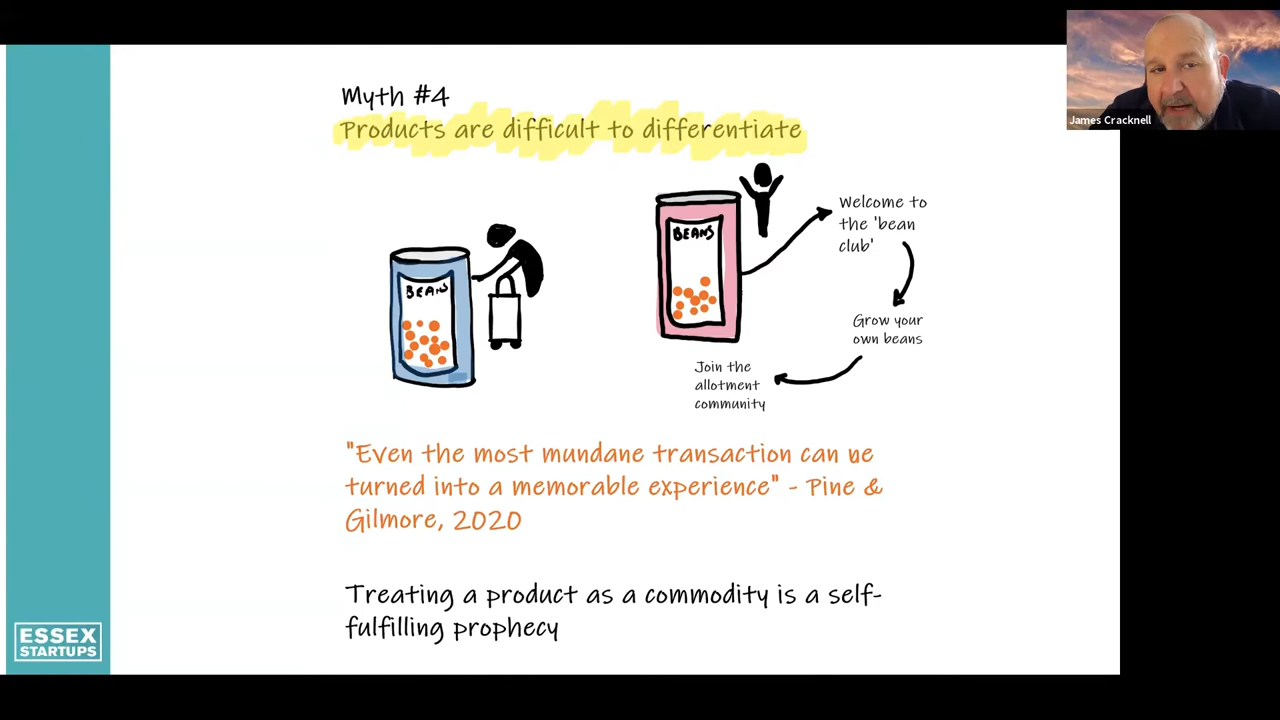 James Cracknell
Myth #4
Products are difficult to differentiate
BEANS
BEANS
Welcome to
the 'bean
club'
Grow your
own beans
Join the
allotment
community
"Even the most mundane transaction can be
turned into a memorable experience" - Pine &
Gilmore, 2020
Treating a product as a commodity is a self-
fulfilling prophecy
ESSEX
STARTUPS